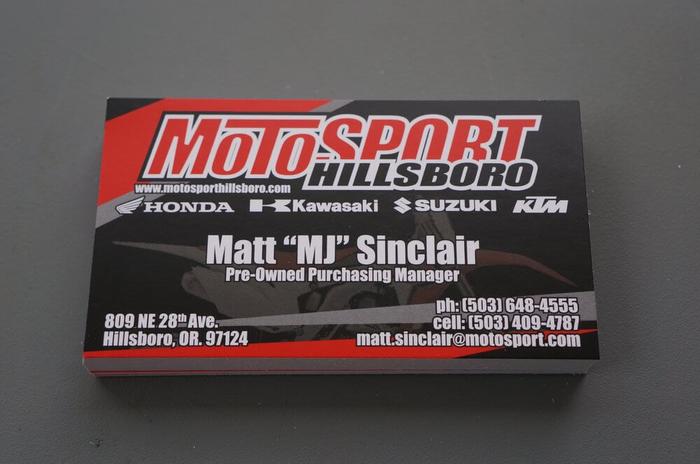 MOTOSPORT
HILLSBORO
www.motosporthillsboro.com
HONDA Kawasaki SUZUKI KTM
Matt “MJ” Sinclair
Pre-Owned Purchasing Manager
809 NE 28th Ave.
Hillsboro, OR. 97124
ph: (503) 648-4555
cell: (503) 409-4787
matt.sinclair@motosport.com